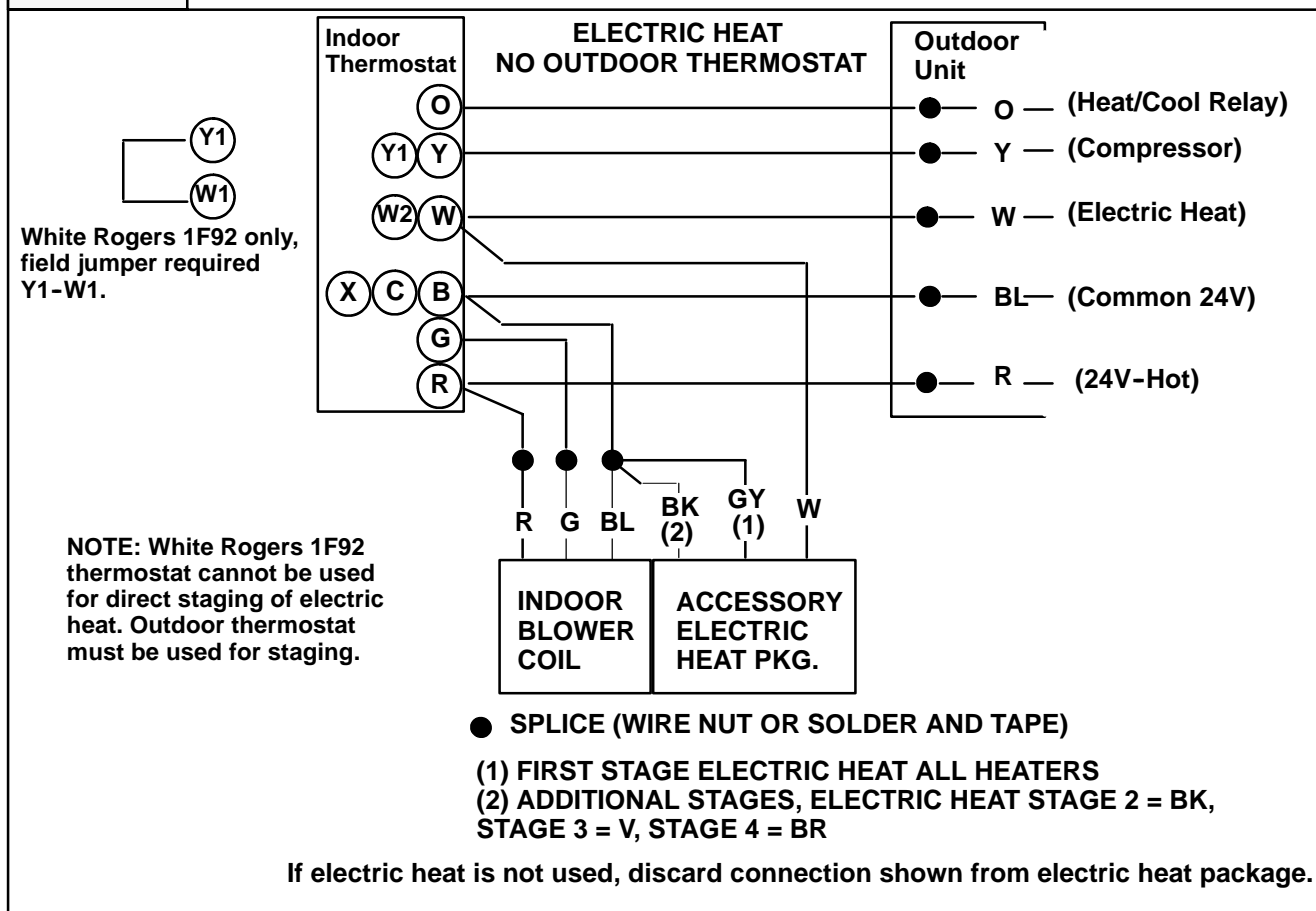 ELECTRIC HEAT
NO OUTDOOR THERMOSTAT
Indoor
Thermostat
Outdoor
Unit
O
O
(Heat/Cool Relay)
Y1
Y1
Y
Y
(Compressor)
W1
W2
W
W
(Electric Heat)
White Rogers 1F92 only,
field jumper required
Y1-W1.
X
C
B
BL
(Common 24V)
G
R
R
(24V-Hot)
R
G
BL
BK
(2)
GY
(1)
W
NOTE: White Rogers 1F92
thermostat cannot be used
for direct staging of electric
heat. Outdoor thermostat
must be used for staging.
INDOOR
BLOWER
COIL
ACCESSORY
ELECTRIC
HEAT PKG.
SPLICE (WIRE NUT OR SOLDER AND TAPE)
(1) FIRST STAGE ELECTRIC HEAT ALL HEATERS
(2) ADDITIONAL STAGES, ELECTRIC HEAT STAGE 2 = BK,
STAGE 3 = V, STAGE 4 = BR
If electric heat is not used, discard connection shown from electric heat package.